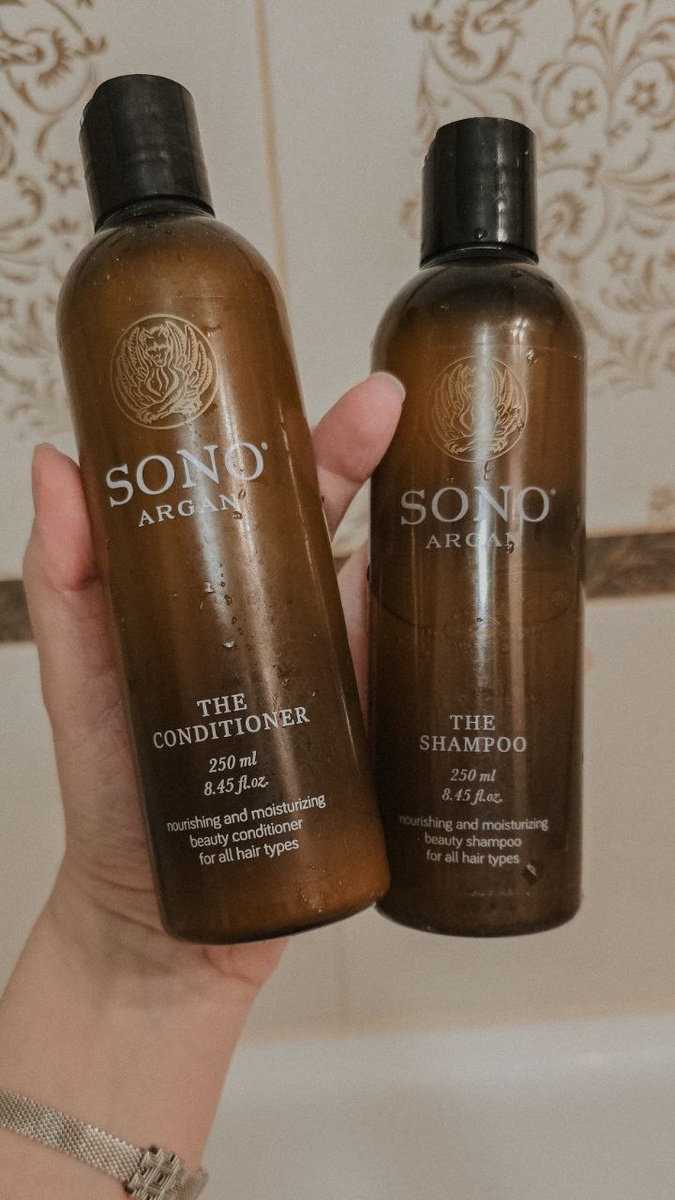 SONO®
ARGAN
THE
CONDITIONER
250 ml
8.45 fl.oz.
nourishing and moisturizing
beauty conditioner
for all hair types
SONO®
ARGAN
THE
SHAMPOO
250 ml
8.45 fl.oz.
nourishing and moisturizing
beauty shampoo
for all hair types